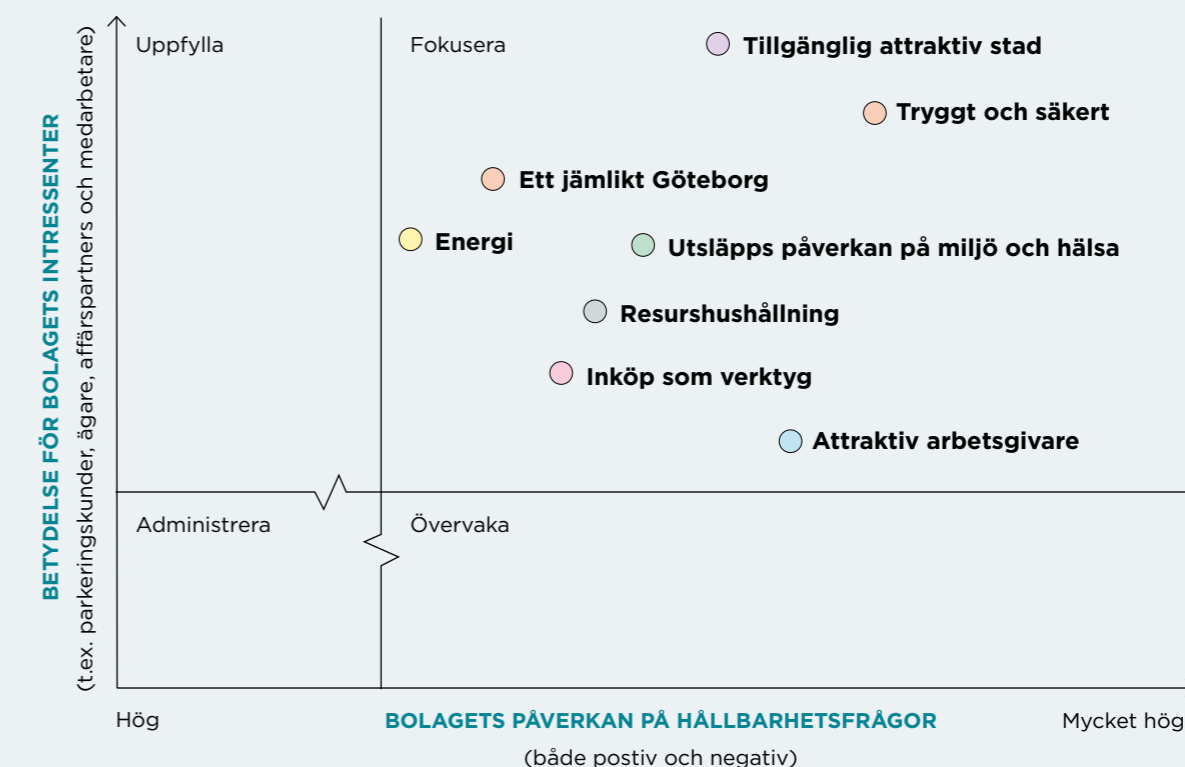 BETYDELSE FÖR BOLAGETS INTRESSENTER
(t.ex. parkeringskunder, ägare, affärspartners och medarbetare)
Uppfylla
Fokusera
Tillgänglig attraktiv stad
Tryggt och säkert
Ett jämlikt Göteborg
Energi
Utsläpps påverkan på miljö och hälsa
Resurshushållning
Inköp som verktyg
Attraktiv arbetsgivare
Administrera
Övervaka
Hög
BOLAGETS PÅVERKAN PÅ HÅLLBARHETSFRÅGOR
Mycket hög
(både postiv och negativ)